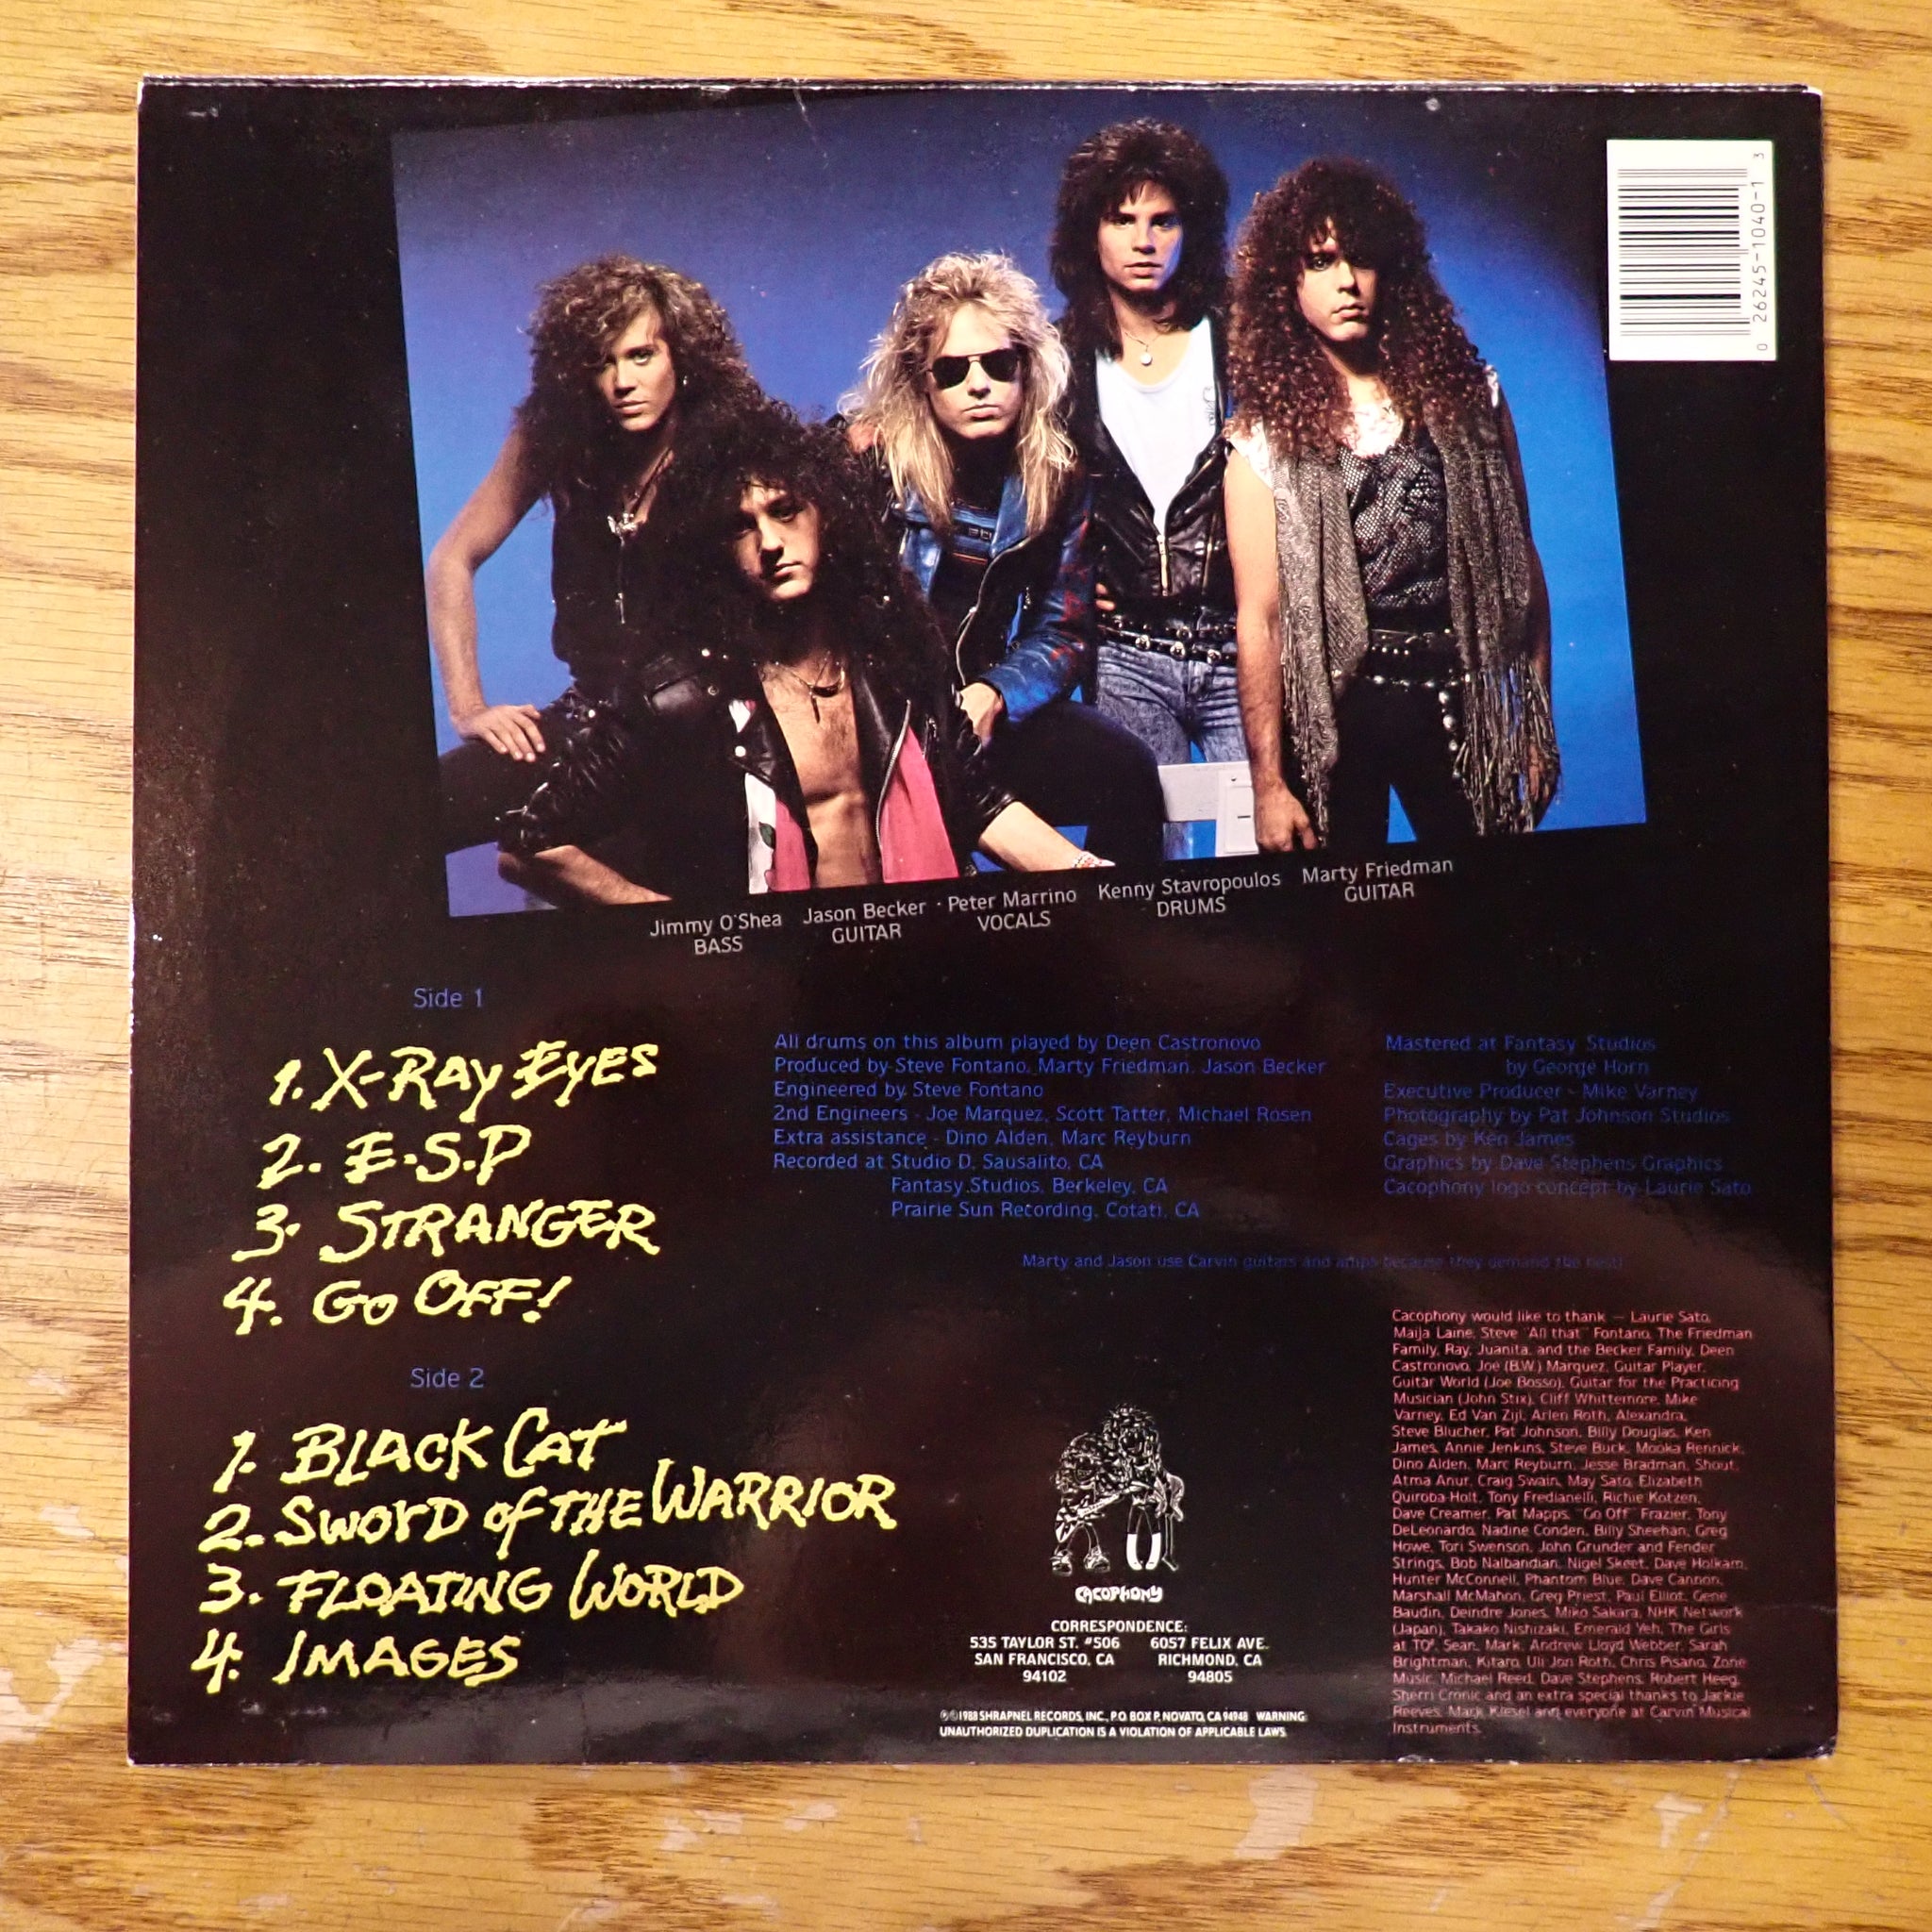 0 26245-1040-1 3
Jimmy O'Shea
BASS
Jason Becker
GUITAR
· Peter Marrino
VOCALS
Kenny Stavropoulos
DRUMS
Marty Friedman
GUITAR
Side 1
1. X-RAY EYES
2. E.S.P
3. STRANGER
4. GO OFF!
Side 2
1. BLACK CAT
2. SWORD of THE WARRIOR
3. FLOATING WORLD
4. IMAGES
All drums on this album played by Deen Castronovo
Produced by Steve Fontano, Marty Friedman, Jason Becker
Engineered by Steve Fontano
2nd Engineers - Joe Marquez, Scott Tatter, Michael Rosen
Extra assistance - Dino Alden, Marc Reyburn
Recorded at Studio D, Sausalito, CA
Fantasy Studios, Berkeley, CA
Prairie Sun Recording, Cotati, CA
Mastered at Fantasy Studios
by George Horn
Executive Producer - Mike Varney
Photography by Pat Johnson Studios
Cages by Ken James
Graphics by Dave Stephens Graphics
Cacophony logo concept by Laurie Sato
Marty and Jason use Carvin guitars and amps because they demand the best!
Cacophony would like to thank — Laurie Sato,
Maija Laine, Steve "All that" Fontano, The Friedman
Family, Ray, Juanita, and the Becker Family, Deen
Castronovo, Joe (B.W.) Marquez, Guitar Player,
Guitar World (Joe Bosso), Guitar for the Practicing
Musician (John Stix), Cliff Whittemore, Mike
Varney, Ed Van Zijl, Arlen Roth, Alexandra,
Steve Blucher, Pat Johnson, Billy Douglas, Ken
James, Annie Jenkins, Steve Buck, Mooka Rennick,
Dino Alden, Marc Reyburn, Jesse Bradman, Shout,
Atma Anur, Craig Swain, May Sato, Elizabeth
Quiroba-Holt, Tony Fredianelli, Richie Kotzen,
Dave Creamer, Pat Mapps, "Go Off" Frazier, Tony
DeLeonardo, Nadine Conden, Billy Sheehan, Greg
Howe, Tori Swenson, John Grunder and Fender
Strings, Bob Nalbandian, Nigel Skeet, Dave Holkam,
Hunter McConnell, Phantom Blue, Dave Cannon,
Marshall McMahon, Greg Priest, Paul Elliot, Gene
Baudin, Deindre Jones, Miko Sakara, NHK Network
(Japan), Takako Nishizaki, Emerald Yeh, The Girls
at Sean, Mark, Andrew Lloyd Webber, Sarah
Brightman, Kitaro, Uli Jon Roth, Chris Pisano, Zone
Music, Michael Reed, Dave Stephens, Robert Heeg,
Sherri Cronic and an extra special thanks to Jackie
Reeves, Mark Kiesel and everyone at Carvin Musical
Instruments.
CACOPHONY
CORRESPONDENCE:
535 TAYLOR ST. #506
SAN FRANCISCO, CA
94102
6057 FELIX AVE.
RICHMOND, CA
94805
℗©1988 SHRAPNEL RECORDS, INC., P.O. BOX P, NOVATO, CA 94948 WARNING:
UNAUTHORIZED DUPLICATION IS A VIOLATION OF APPLICABLE LAWS.